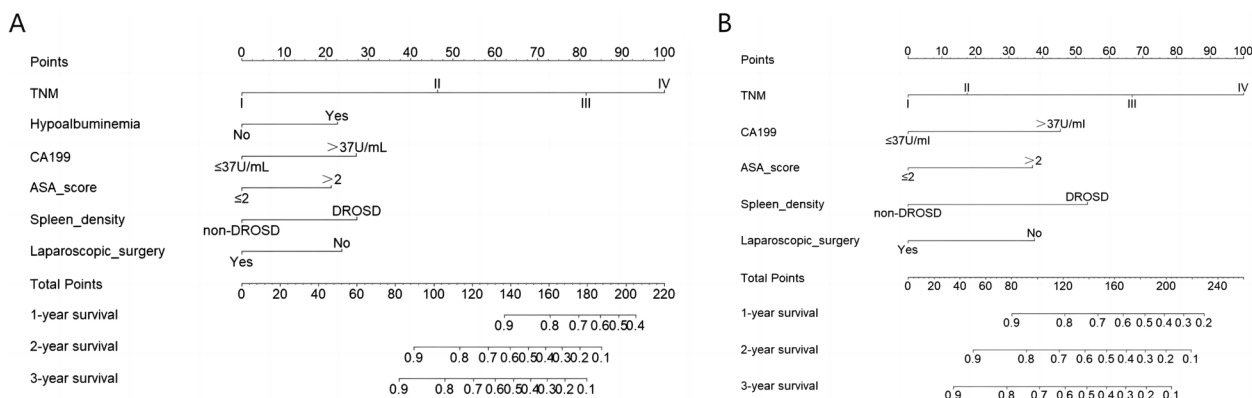 A
Points 0 10 20 30 40 50 60 70 80 90 100
TNM I II III IV
Hypoalbuminemia No Yes
CA199 ≤37U/mL >37U/mL
ASA_score ≤2 >2
Spleen_density non-DROSD DROSD
Laparoscopic_surgery Yes No
Total Points 0 20 40 60 80 100 120 140 160 180 200 220
1-year survival 0.9 0.8 0.7 0.6 0.5 0.4
2-year survival 0.9 0.8 0.7 0.6 0.5 0.4 0.3 0.2 0.1
3-year survival 0.9 0.8 0.7 0.6 0.5 0.4 0.3 0.2 0.1
B
Points 0 10 20 30 40 50 60 70 80 90 100
TNM I II III IV
CA199 ≤37U/ml >37U/ml
ASA_score ≤2 >2
Spleen_density non-DROSD DROSD
Laparoscopic_surgery Yes No
Total Points 0 20 40 60 80 100 120 140 160 180 200 220 240
1-year survival 0.9 0.8 0.7 0.6 0.5 0.4 0.3 0.2
2-year survival 0.9 0.8 0.7 0.6 0.5 0.4 0.3 0.2 0.1
3-year survival 0.9 0.8 0.7 0.6 0.5 0.4 0.3 0.2 0.1